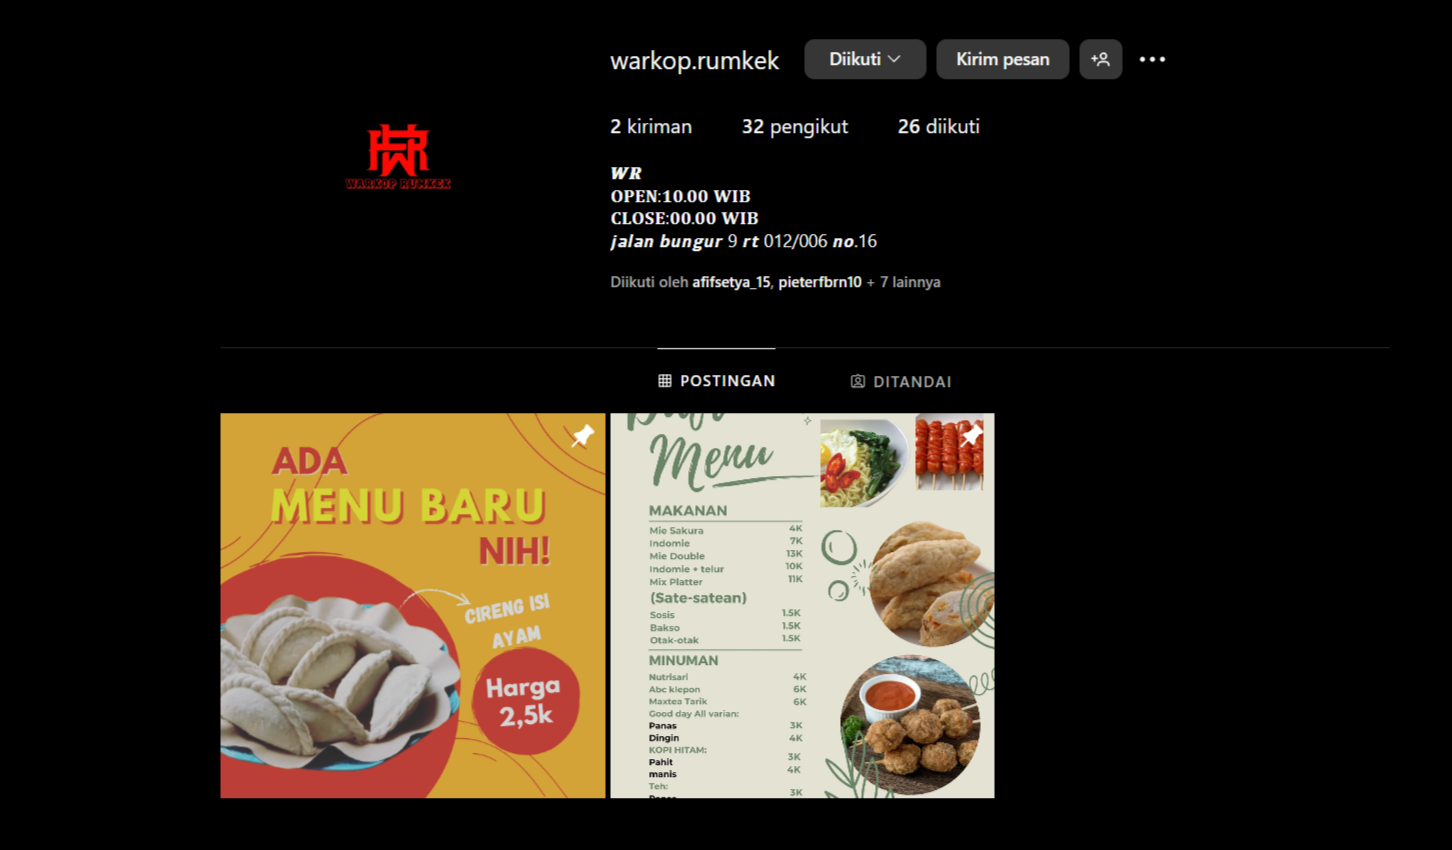 warkop.rumkek Diikuti Kirim pesan
2 kiriman 32 pengikut 26 diikuti
WR
WARKOP RUMKEK
WR
OPEN:10.00 WIB
CLOSE:00.00 WIB
jalan bungur 9 rt 012/006 no.16
Diikuti oleh afifsetya_15, pieterfbrn10 + 7 lainnya
POSTINGAN DITANDAI
ADA
MENU BARU
NIH!
CIRENG ISI
AYAM
Harga
2,5k
Menu
MAKANAN
Mie Sakura 4K
Indomie 7K
Mie Double 13K
Indomie + telur 10K
Mix Platter 11K
(Sate-satean)
Sosis 1.5K
Bakso 1.5K
Otak-otak 1.5K
MINUMAN
Nutrisari 4K
Abc klepon 6K
Maxtea Tarik 6K
Good day All varian:
Panas 3K
Dingin 4K
KOPI HITAM:
Pahit 3K
manis 4K
Teh:
3K